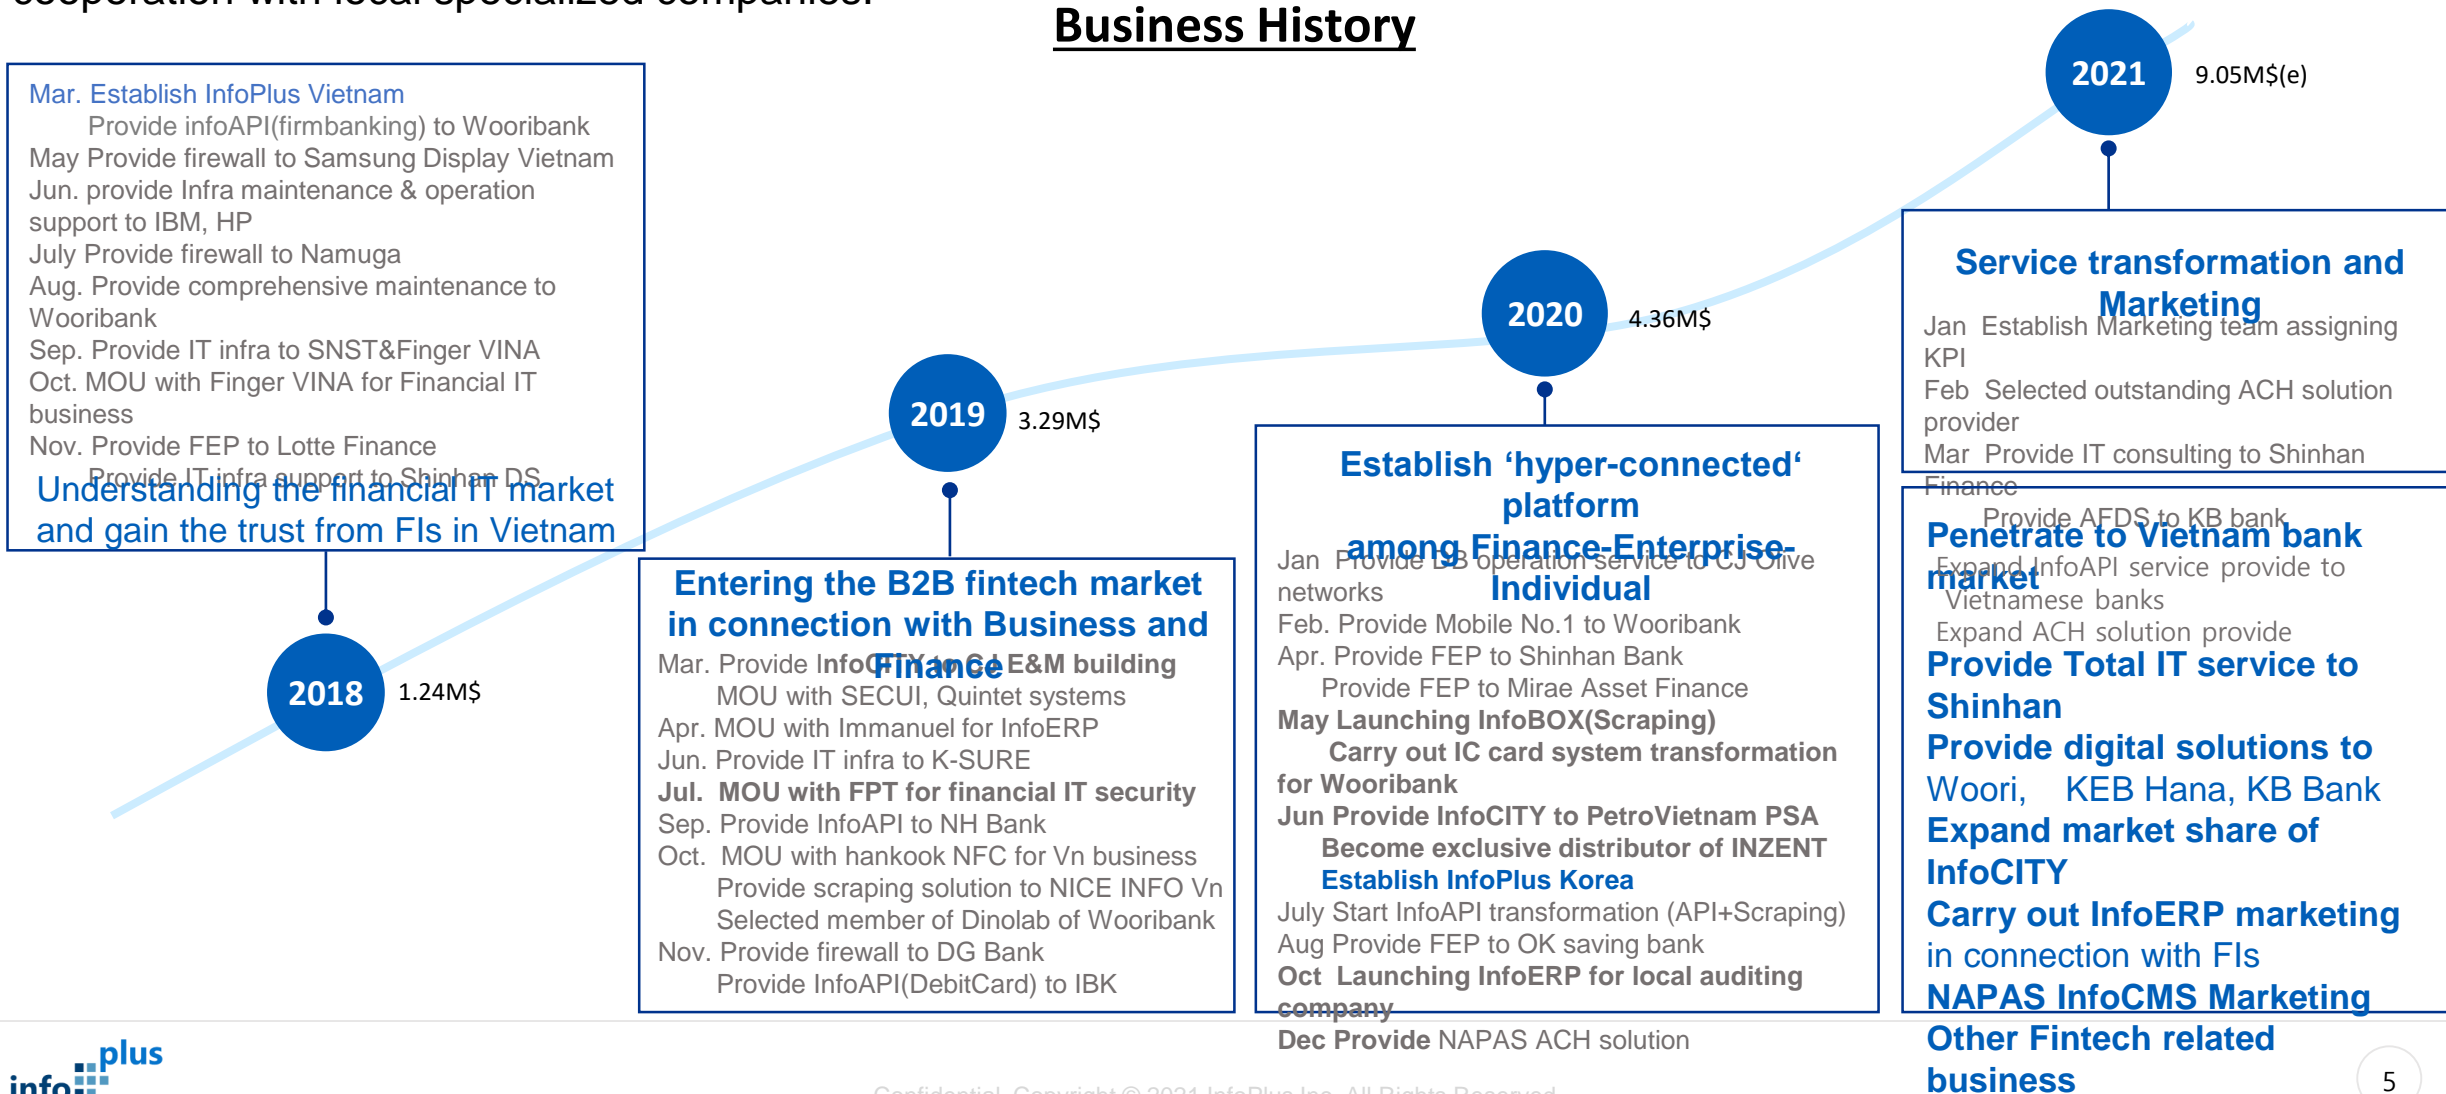 cooperation with local specialized companies.
Business History
Mar. Establish InfoPlus Vietnam
Provide infoAPI(firmbanking) to Wooribank
May Provide firewall to Samsung Display Vietnam
Jun. provide Infra maintenance & operation
support to IBM, HP
July Provide firewall to Namuga
Aug. Provide comprehensive maintenance to
Wooribank
Sep. Provide IT infra to SNST&Finger VINA
Oct. MOU with Finger VINA for Financial IT
business
Nov. Provide FEP to Lotte Finance
Provide IT infra support to Shinhan DS
Understanding the financial IT market
and gain the trust from FIs in Vietnam
2018
1.24M$
2019
3.29M$
Entering the B2B fintech market
in connection with Business and
Finance
Mar. Provide InfoCITY to CJ E&M building
MOU with SECUI, Quintet systems
Apr. MOU with Immanuel for InfoERP
Jun. Provide IT infra to K-SURE
Jul.  MOU with FPT for financial IT security
Sep. Provide InfoAPI to NH Bank
Oct.  MOU with hankook NFC for Vn business
Provide scraping solution to NICE INFO Vn
Selected member of Dinolab of Wooribank
Nov. Provide firewall to DG Bank
Provide InfoAPI(DebitCard) to IBK
2020
4.36M$
Establish ‘hyper-connected‘
platform
among Finance-Enterprise-
Individual
Jan  Provide DB operation service to CJ Olive
networks
Feb. Provide Mobile No.1 to Wooribank
Apr. Provide FEP to Shinhan Bank
Provide FEP to Mirae Asset Finance
May Launching InfoBOX(Scraping)
Carry out IC card system transformation
for Wooribank
Jun Provide InfoCITY to PetroVietnam PSA
Become exclusive distributor of INZENT
Establish InfoPlus Korea
July Start InfoAPI transformation (API+Scraping)
Aug Provide FEP to OK saving bank
Oct  Launching InfoERP for local auditing
company
Dec Provide NAPAS ACH solution
2021
9.05M$(e)
Service transformation and
Marketing
Jan  Establish Marketing team assigning
KPI
Feb  Selected outstanding ACH solution
provider
Mar  Provide IT consulting to Shinhan
Finance
Provide AFDS to KB bank
Penetrate to Vietnam bank
market
Expand InfoAPI service provide to
Vietnamese banks
Expand ACH solution provide
Provide Total IT service to
Shinhan
Provide digital solutions to
Woori,    KEB Hana, KB Bank
Expand market share of
InfoCITY
Carry out InfoERP marketing
in connection with FIs
NAPAS InfoCMS Marketing
Other Fintech related
business
info plus
Confidential. Copyright © 2021 InfoPlus Inc. All Rights Reserved
5